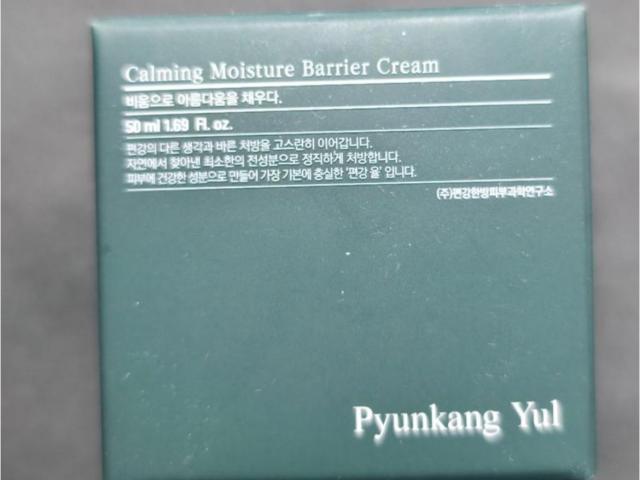 Calming Moisture Barrier Cream
비움으로 아름다움을 채우다.
50 ml 1.69 Fl. oz.
편강의 다른 생각과 바른 처방을 고스란히 이어갑니다.
자연에서 찾아낸 최소한의 전성분으로 정직하게 처방합니다.
피부에 건강한 성분으로 만들어 가장 기본에 충실한 '편강 율' 입니다.
(주)편강한방피부과학연구소
Pyunkang Yul